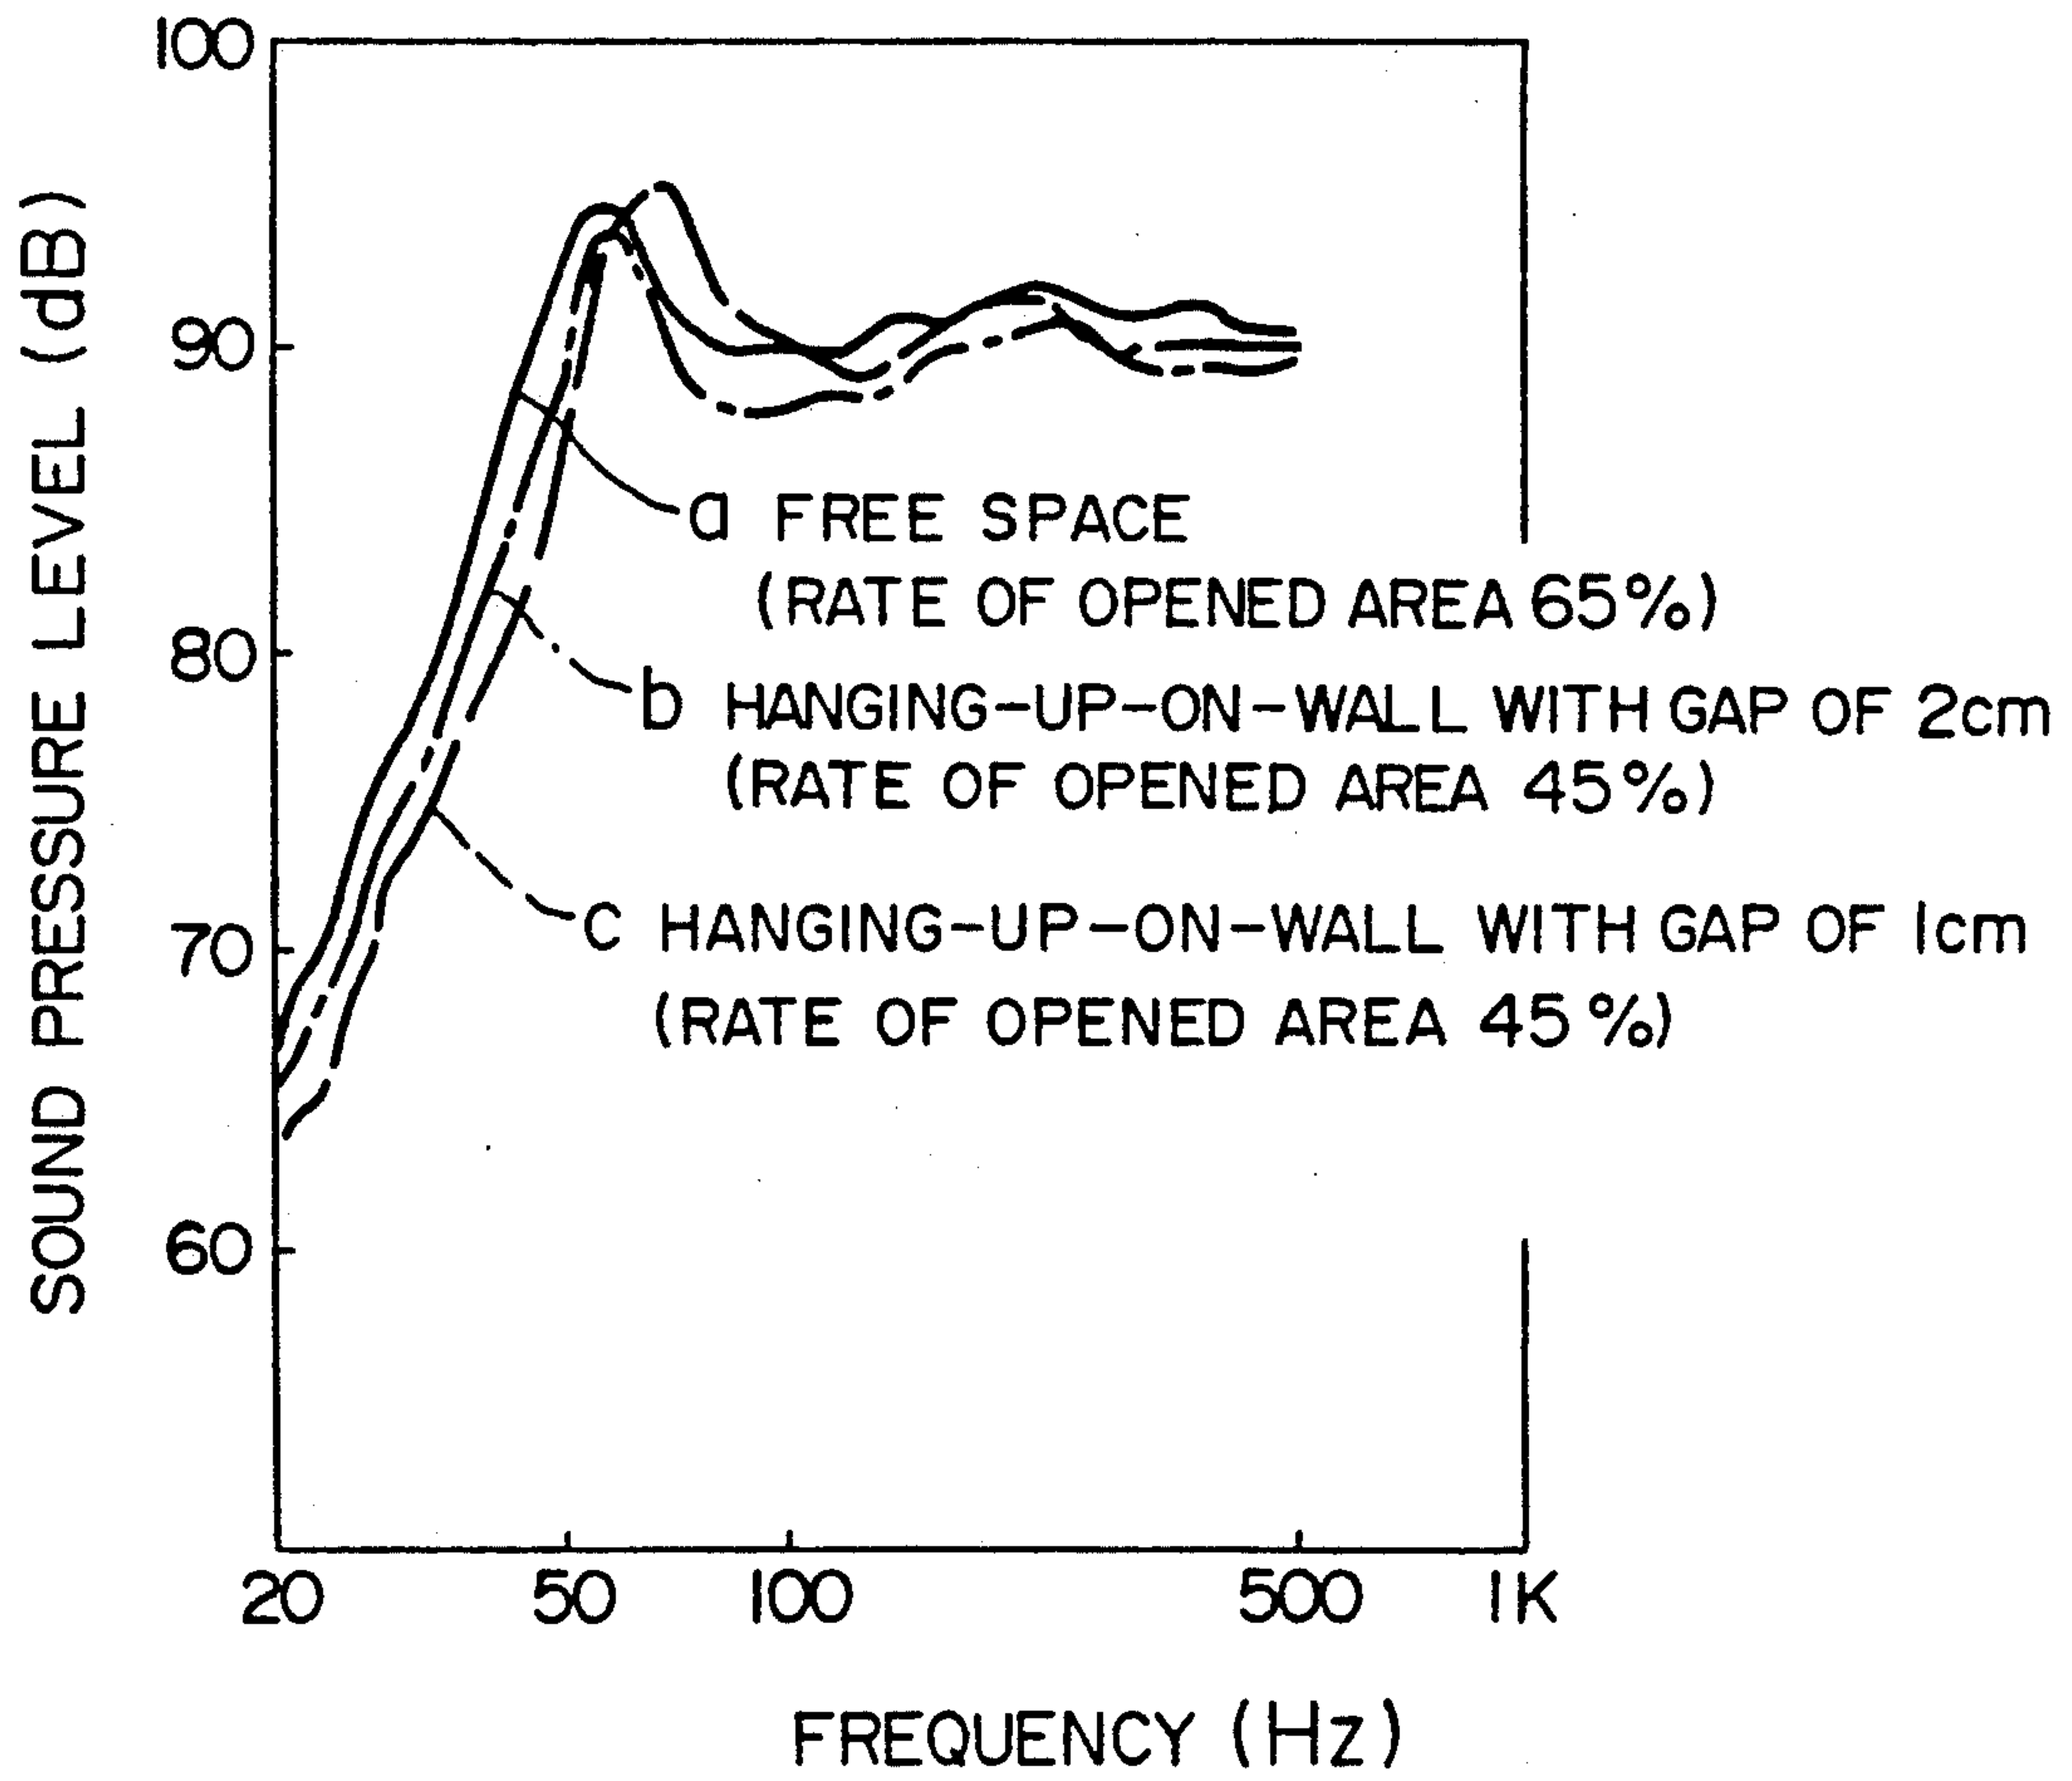 SOUND PRESSURE LEVEL (dB)
100
90
80
70
60
a FREE SPACE
(RATE OF OPENED AREA 65%)
b HANGING-UP-ON-WALL WITH GAP OF 2cm
(RATE OF OPENED AREA 45%)
c HANGING-UP-ON-WALL WITH GAP OF 1cm
(RATE OF OPENED AREA 45%)
20 50 100 500 1K
FREQUENCY (Hz)